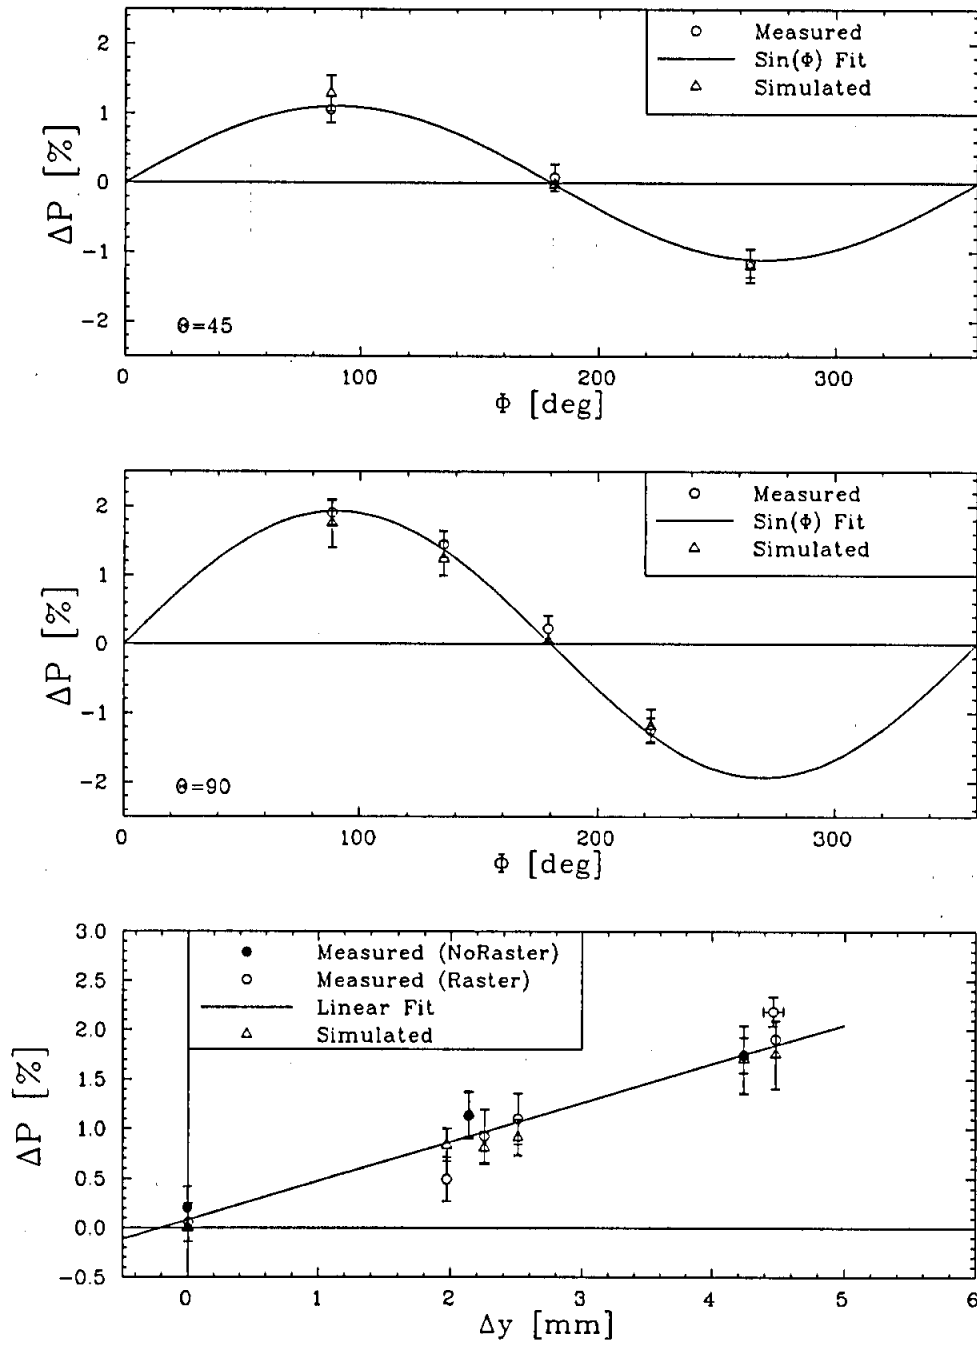 2
1
0
-1
-2
ΔP [%]
Measured
Sin(Φ) Fit
Simulated
Θ=45
0 100 200 300
Φ [deg]
2
1
0
-1
-2
ΔP [%]
Measured
Sin(Φ) Fit
Simulated
Θ=90
0 100 200 300
Φ [deg]
3.0
2.5
2.0
1.5
1.0
0.5
0.0
-0.5
ΔP [%]
Measured (NoRaster)
Measured (Raster)
Linear Fit
Simulated
0 1 2 3 4 5 6
Δy [mm]